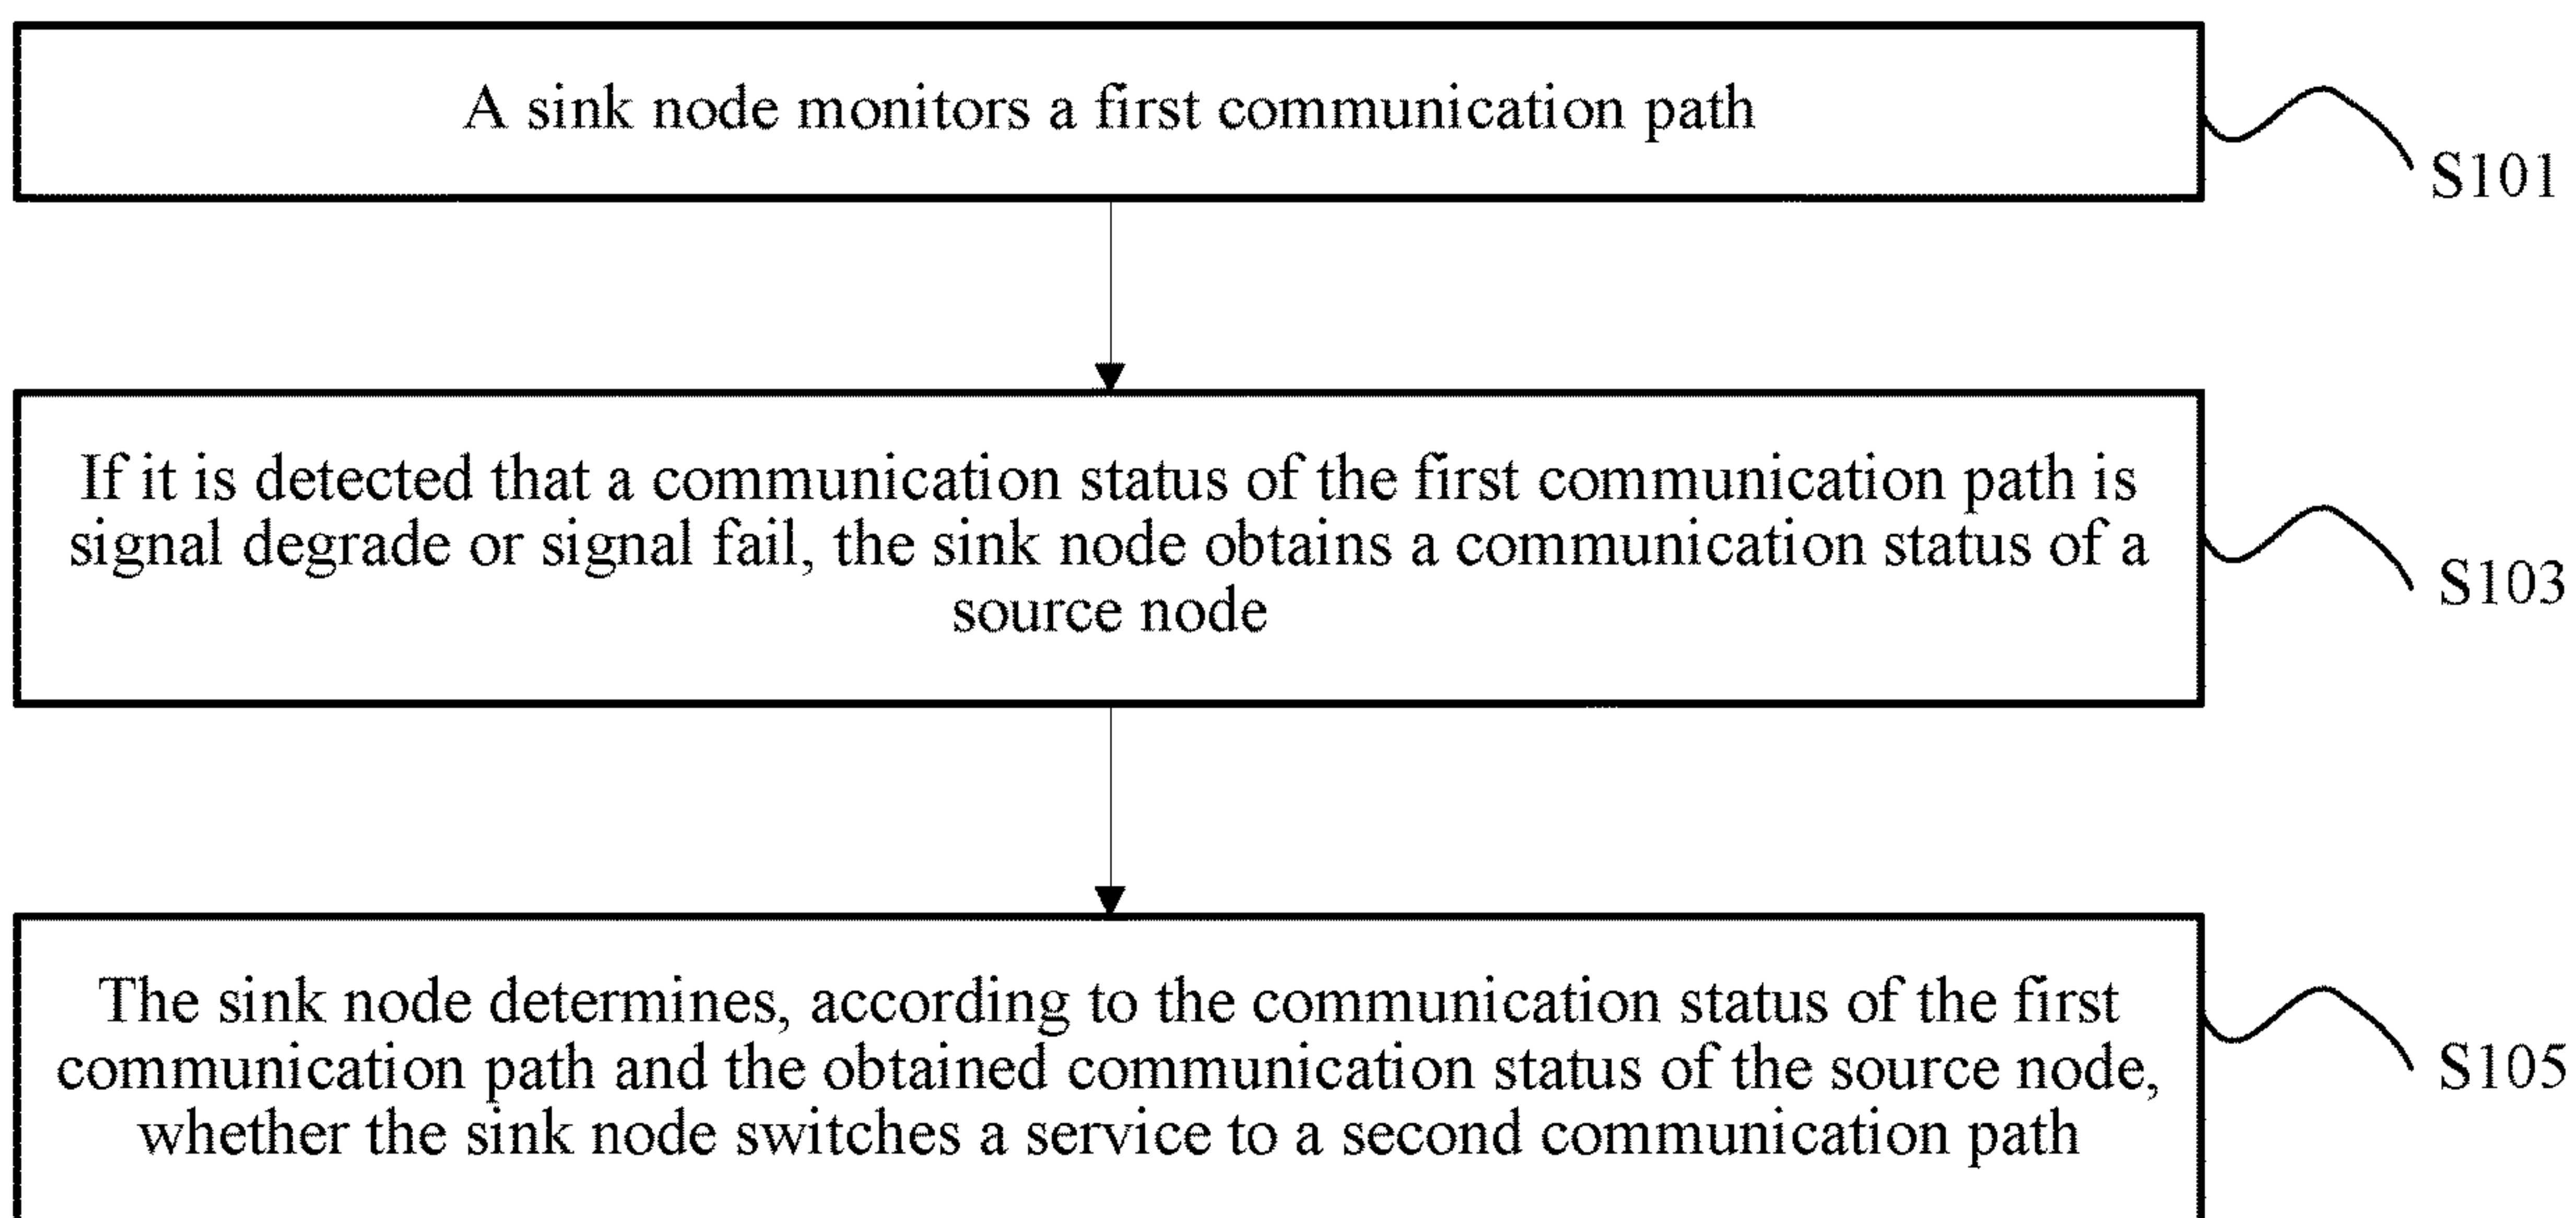 A sink node monitors a first communication path
S101
If it is detected that a communication status of the first communication path is
signal degrade or signal fail, the sink node obtains a communication status of a
source node
S103
The sink node determines, according to the communication status of the first
communication path and the obtained communication status of the source node,
whether the sink node switches a service to a second communication path
S105